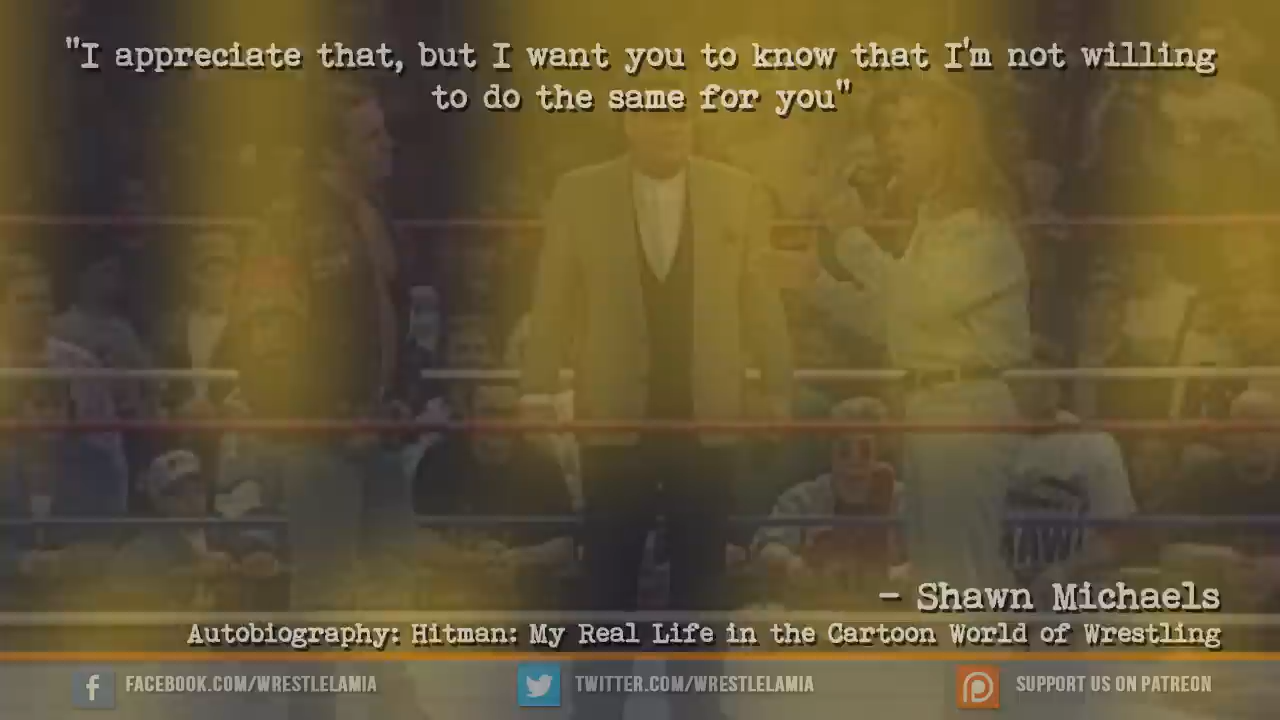 "I appreciate that, but I want you to know that I'm not willing
to do the same for you"
- Shawn Michaels
Autobiography: Hitman: My Real Life in the Cartoon World of Wrestling
FACEBOOK.COM/WRESTLELAMIA
TWITTER.COM/WRESTLELAMIA
SUPPORT US ON PATREON